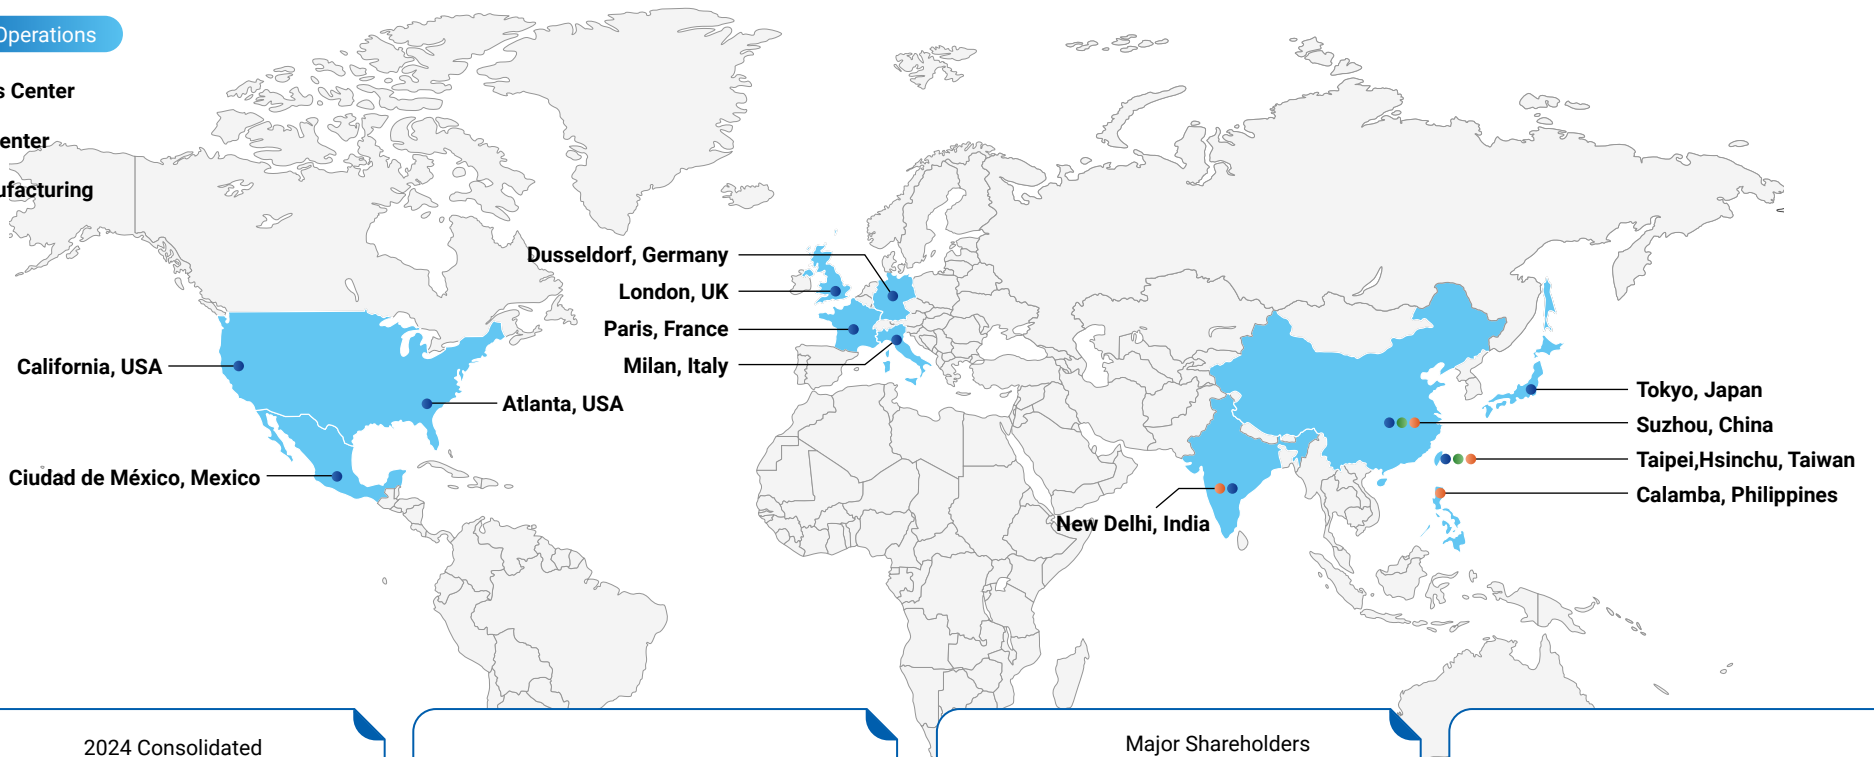 Operations
s Center
enter
ufacturing
Dusseldorf, Germany
London, UK
Paris, France
Milan, Italy
California, USA
Atlanta, USA
Ciudad de México, Mexico
New Delhi, India
Tokyo, Japan
Suzhou, China
Taipei,Hsinchu, Taiwan
Calamba, Philippines
2024 Consolidated
Major Shareholders